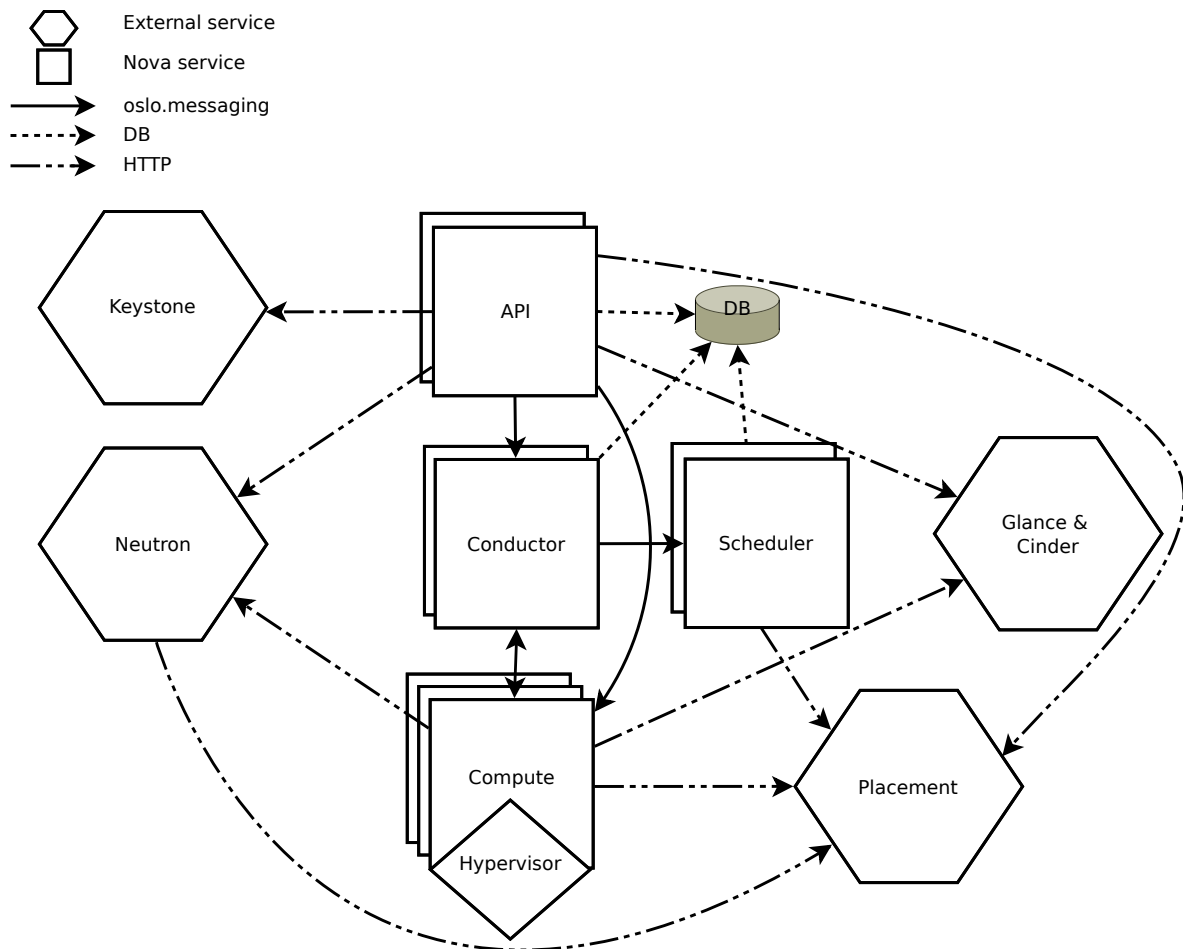 External service
Nova service
oslo.messaging
DB
HTTP
Keystone
API
DB
Neutron
Conductor
Scheduler
Glance &
Cinder
Compute
Hypervisor
Placement